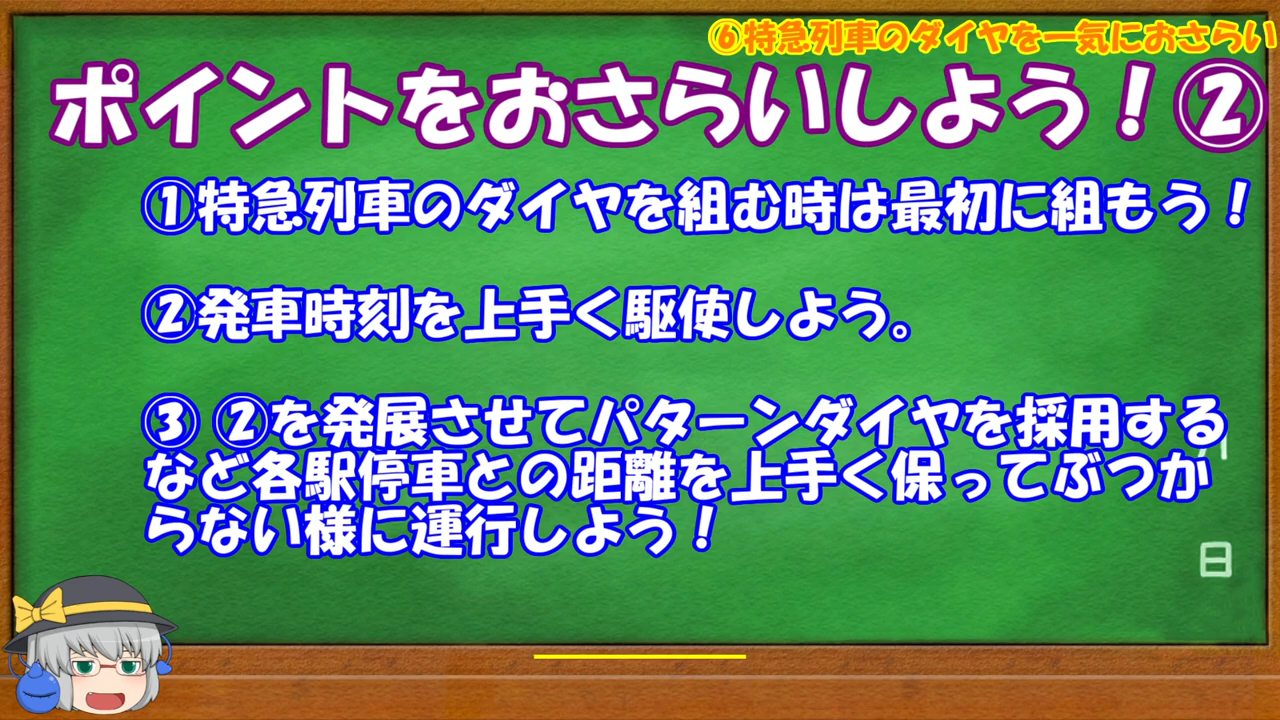 ⑥特急列車のダイヤを一気におさらい
ポイントをおさらいしよう！②
①特急列車のダイヤを組む時は最初に組もう！
②発車時刻を上手く駆使しよう。
③ ②を発展させてパターンダイヤを採用する
など各駅停車との距離を上手く保ってぶつか
らない様に運行しよう！
日